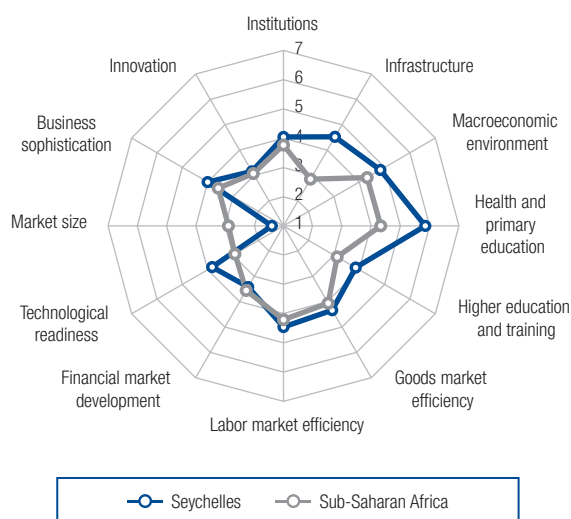 Institutions
Infrastructure
Macroeconomic
environment
Health and
primary
education
Higher education
and training
Goods market
efficiency
Labor market efficiency
Financial market
development
Technological
readiness
Market size
Business
sophistication
Innovation
7
6
5
4
3
2
1
Seychelles
Sub-Saharan Africa